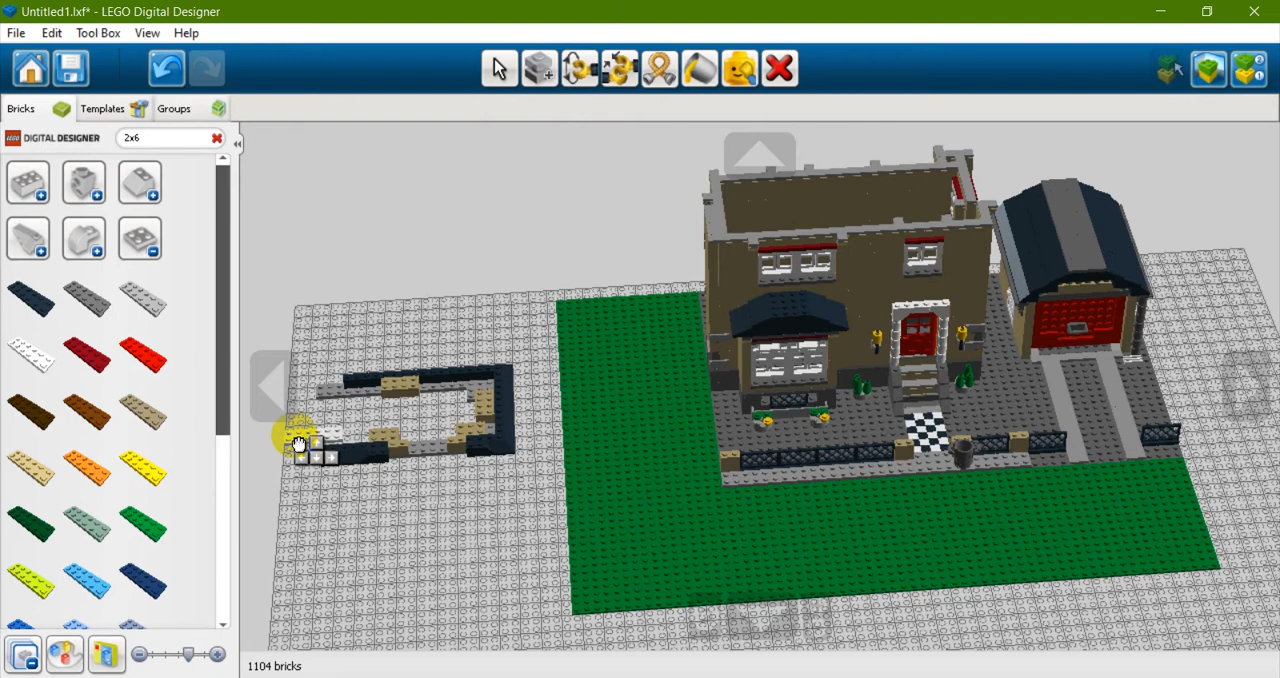 Untitled1.lxf* - LEGO Digital Designer
File Edit Tool Box View Help
Bricks Templates Groups
LEGO DIGITAL DESIGNER 2x6
1104 bricks